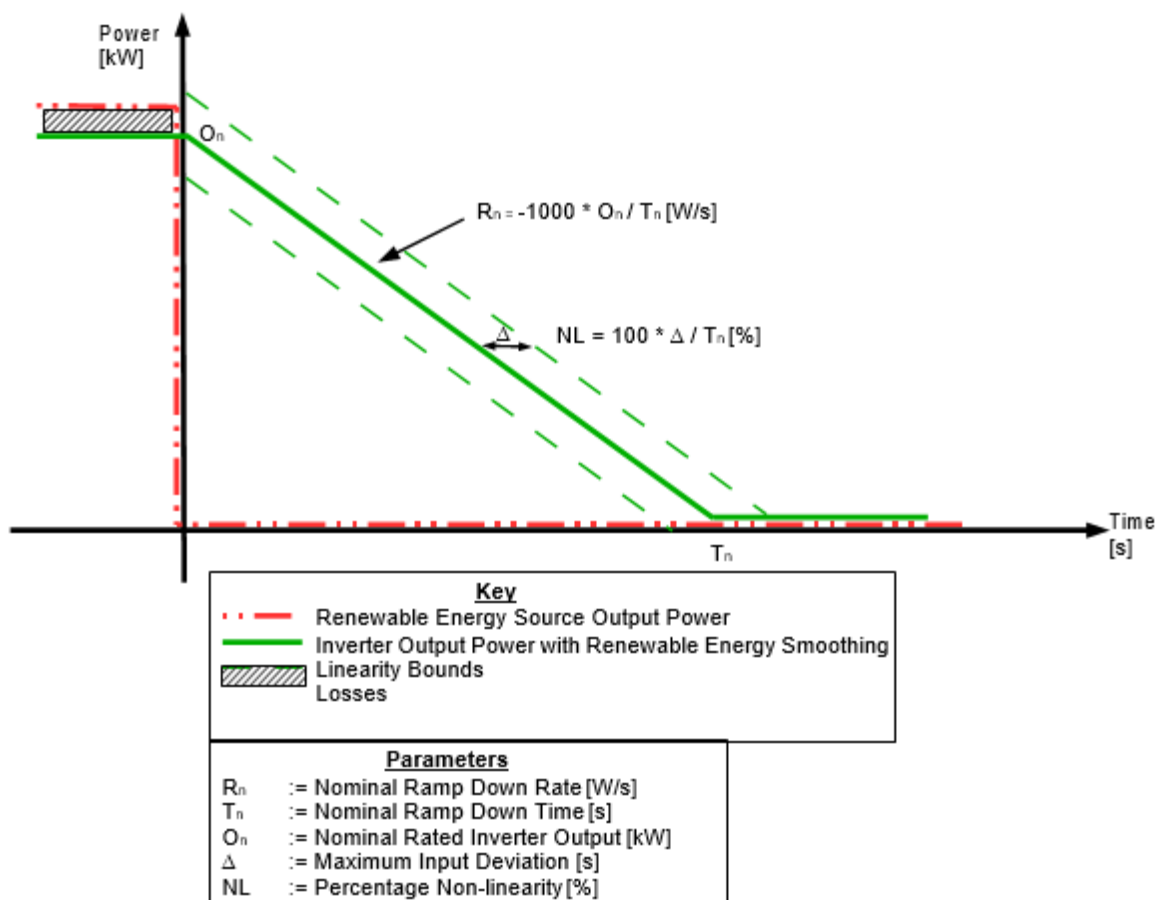 Power
[kW]
On
Rn = -1000 * On / Tn [W/s]
Δ
NL = 100 * Δ / Tn [%]
Time
[s]
Tn
Key
Renewable Energy Source Output Power
Inverter Output Power with Renewable Energy Smoothing
Linearity Bounds
Losses
Parameters
Rn := Nominal Ramp Down Rate [W/s]
Tn := Nominal Ramp Down Time [s]
On := Nominal Rated Inverter Output [kW]
Δ := Maximum Input Deviation [s]
NL := Percentage Non-linearity [%]